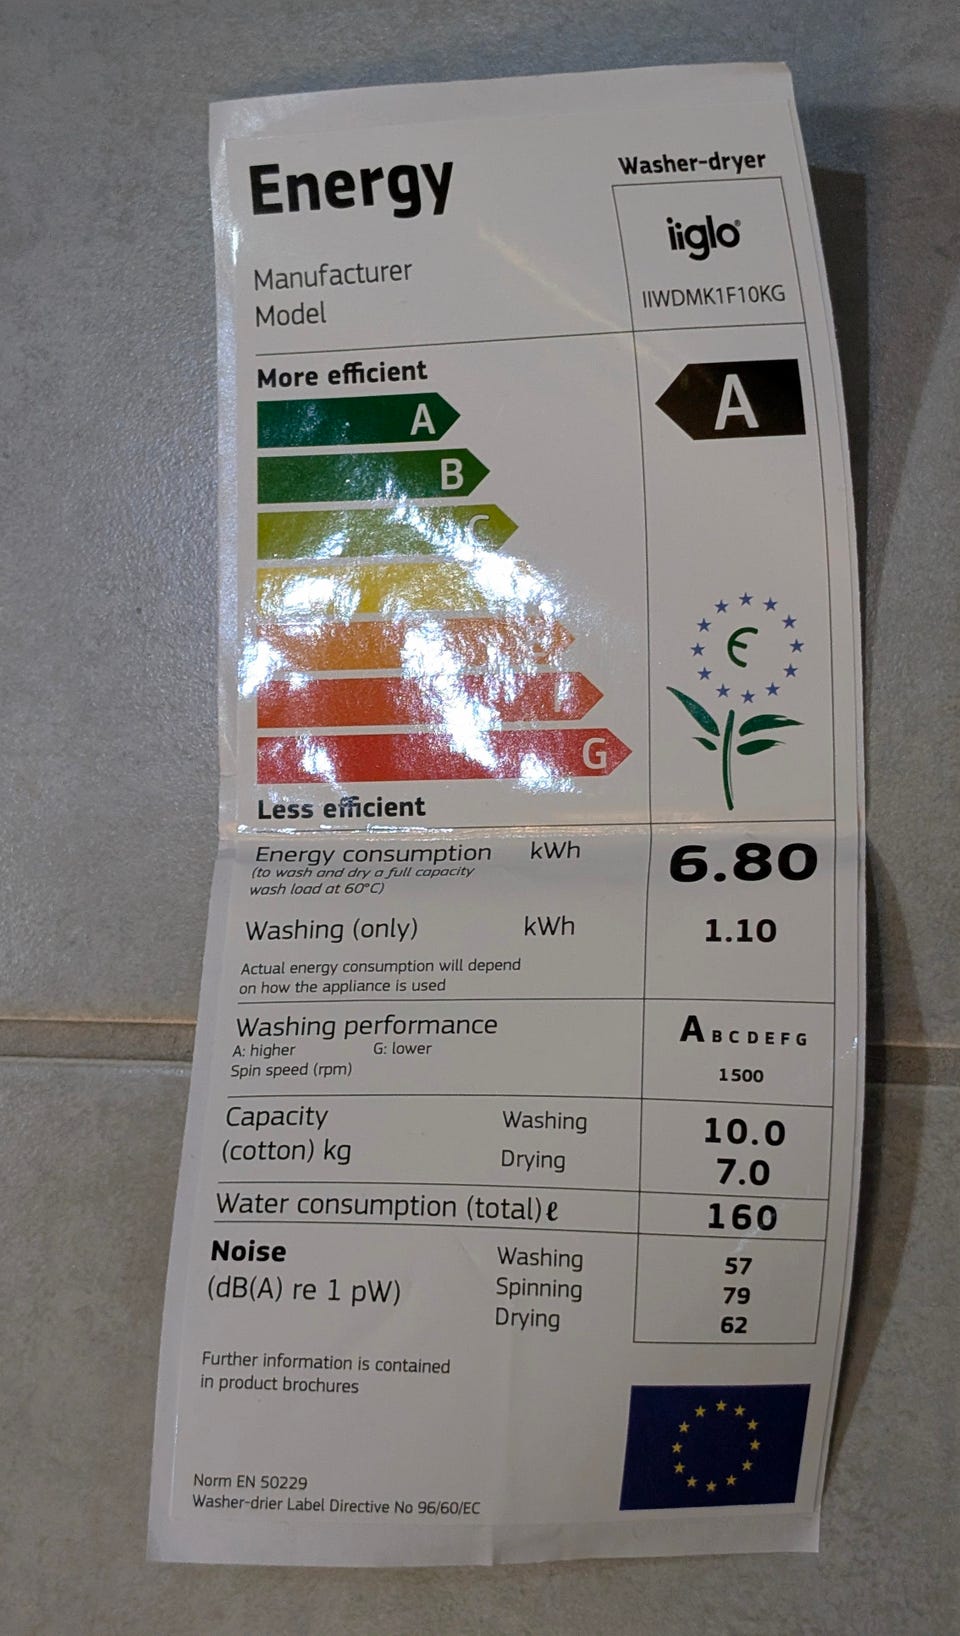 Energy
Washer-dryer
iiglo®
Manufacturer
Model
IIWDMK1F10KG
More efficient
A
A
B
C
G
Less efficient
Energy consumption kWh 6.80
(to wash and dry a full capacity
wash load at 60°C)
Washing (only) kWh 1.10
Actual energy consumption will depend
on how the appliance is used
Washing performance A B C D E F G
A: higher G: lower
Spin speed (rpm) 1500
Capacity Washing 10.0
(cotton) kg Drying 7.0
Water consumption (total) ℓ 160
Noise Washing 57
(dB(A) re 1 pW) Spinning 79
Drying 62
Further information is contained
in product brochures
Norm EN 50229
Washer-drier Label Directive No 96/60/EC